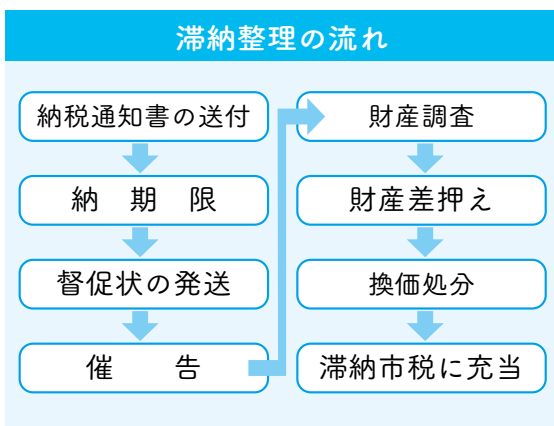 滞納整理の流れ
納税通知書の送付
納　期　限
督促状の発送
催　　告
財産調査
財産差押え
換価処分
滞納市税に充当